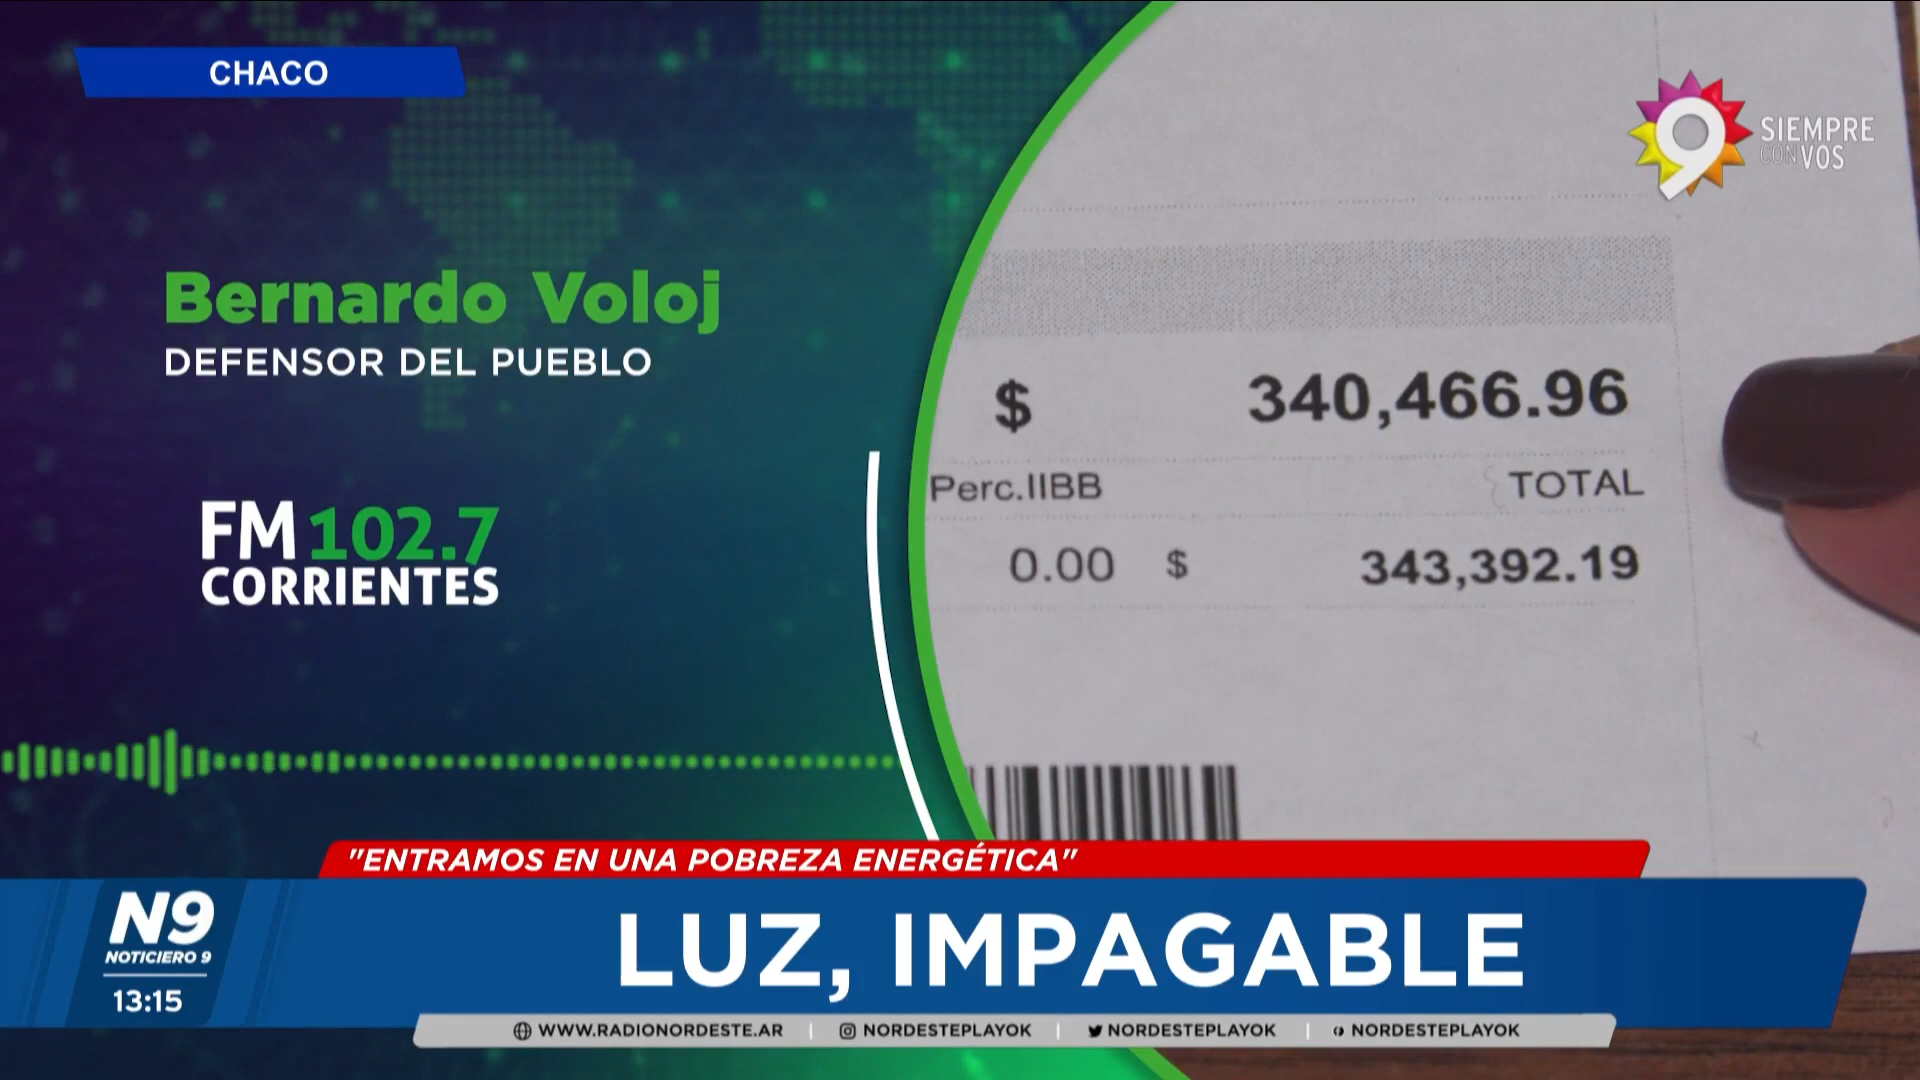 CHACO
9
SIEMPRE
CON VOS
Bernardo Voloj
DEFENSOR DEL PUEBLO
FM 102.7
CORRIENTES
$ 340,466.96
Perc.IIBB TOTAL
0.00 $ 343,392.19
"ENTRAMOS EN UNA POBREZA ENERGÉTICA"
LUZ, IMPAGABLE
N9
NOTICIERO 9
13:15
WWW.RADIONORDESTE.AR | NORDESTEPLAYOK | NORDESTEPLAYOK | NORDESTEPLAYOK